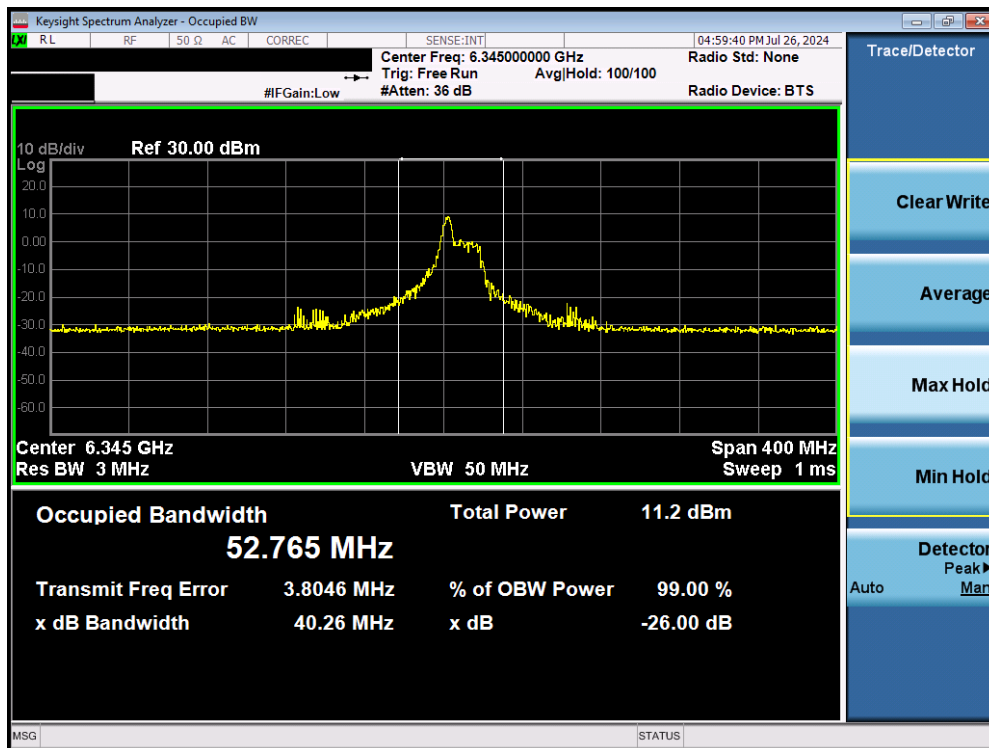 Keysight Spectrum Analyzer - Occupied BW
LXI RL RF 50 Ω AC CORREC SENSE:INT 04:59:40 PM Jul 26, 2024
Center Freq: 6.345000000 GHz Radio Std: None
Trig: Free Run Avg|Hold: 100/100
#IFGain:Low #Atten: 36 dB Radio Device: BTS
Trace/Detector
10 dB/div Ref 30.00 dBm
Log
20.0
10.0
0.00
-10.0
-20.0
-30.0
-40.0
-50.0
-60.0
Center 6.345 GHz Span 400 MHz
Res BW 3 MHz VBW 50 MHz Sweep 1 ms
Clear Write
Average
Max Hold
Min Hold
Detector
Peak▶
Auto Man
Occupied Bandwidth Total Power 11.2 dBm
52.765 MHz
Transmit Freq Error 3.8046 MHz % of OBW Power 99.00 %
x dB Bandwidth 40.26 MHz x dB -26.00 dB
MSG STATUS